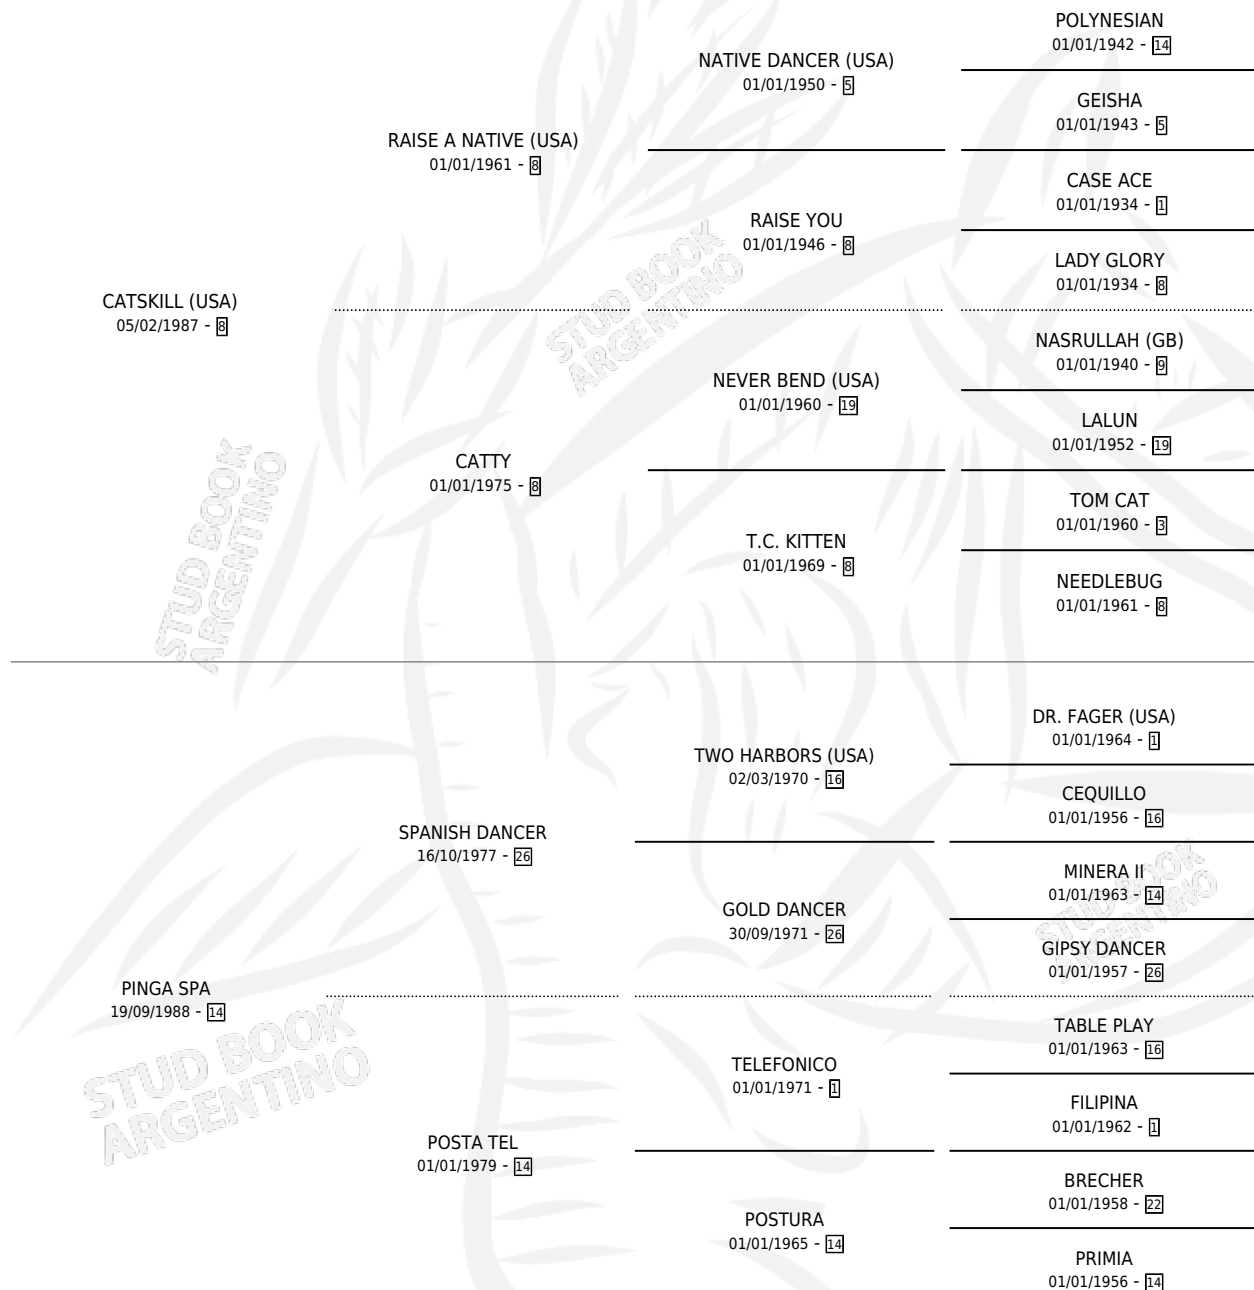 POLYNESIAN
01/01/1942 - 14
NATIVE DANCER (USA)
01/01/1950 - 5
GEISHA
01/01/1943 - 5
RAISE A NATIVE (USA)
01/01/1961 - 8
CASE ACE
01/01/1934 - 1
RAISE YOU
01/01/1946 - 8
LADY GLORY
01/01/1934 - 8
CATSKILL (USA)
05/02/1987 - 8
NASRULLAH (GB)
01/01/1940 - 9
NEVER BEND (USA)
01/01/1960 - 19
LALUN
01/01/1952 - 19
CATTY
01/01/1975 - 8
TOM CAT
01/01/1960 - 3
T.C. KITTEN
01/01/1969 - 8
NEEDLEBUG
01/01/1961 - 8
DR. FAGER (USA)
01/01/1964 - 1
TWO HARBORS (USA)
02/03/1970 - 16
CEQUILLO
01/01/1956 - 16
SPANISH DANCER
16/10/1977 - 26
MINERA II
01/01/1963 - 14
GOLD DANCER
30/09/1971 - 26
GIPSY DANCER
01/01/1957 - 26
PINGA SPA
19/09/1988 - 14
TABLE PLAY
01/01/1963 - 16
TELEFONICO
01/01/1971 - 1
FILIPINA
01/01/1962 - 1
POSTA TEL
01/01/1979 - 14
BRECHER
01/01/1958 - 22
POSTURA
01/01/1965 - 14
PRIMIA
01/01/1956 - 14
STUD BOOK
ARGENTINO
STUD BOOK
ARGENTINO
STUD BOOK
ARGENTINO
STUD BOOK
ARGENTINO